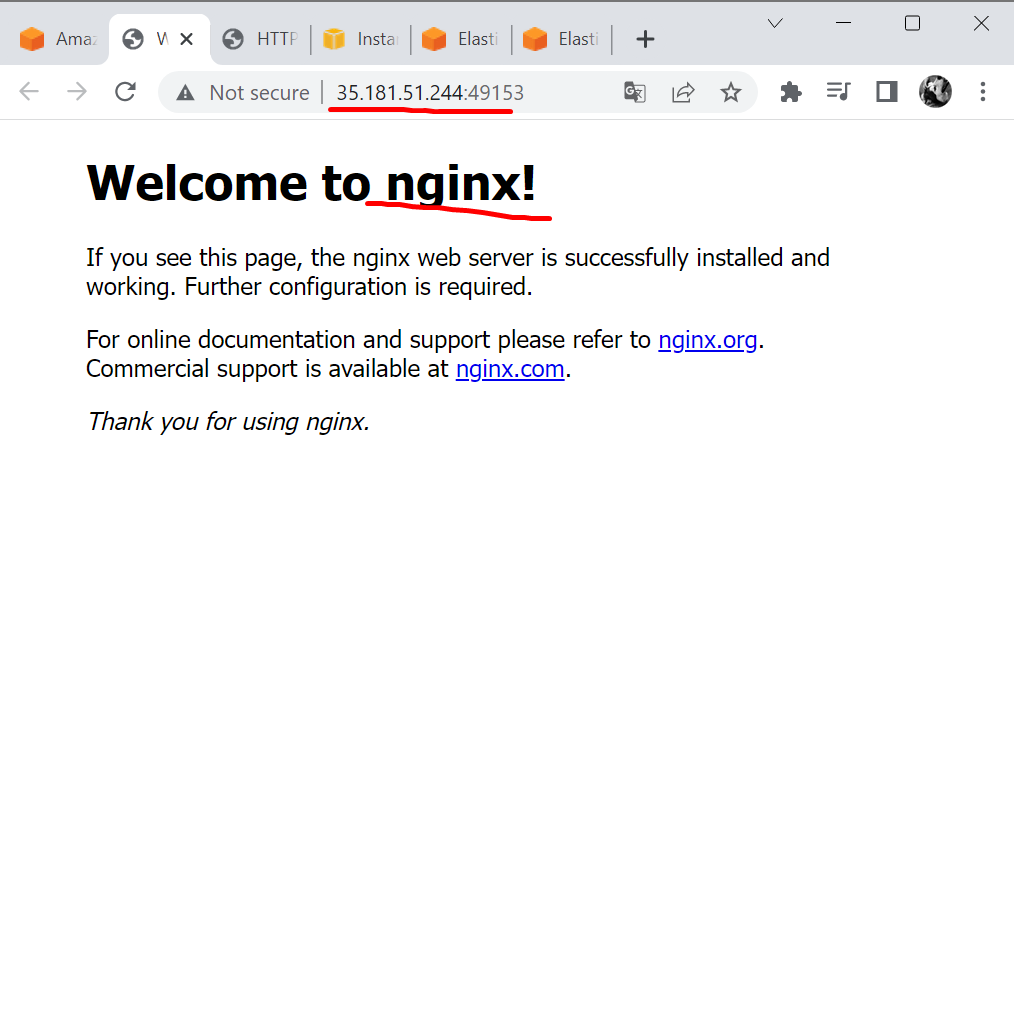 Amaz
W
HTTP
Instan
Elasti
Elasti
Not secure
35.181.51.244:49153
Welcome to nginx!
If you see this page, the nginx web server is successfully installed and
working. Further configuration is required.
For online documentation and support please refer to nginx.org.
Commercial support is available at nginx.com.
Thank you for using nginx.